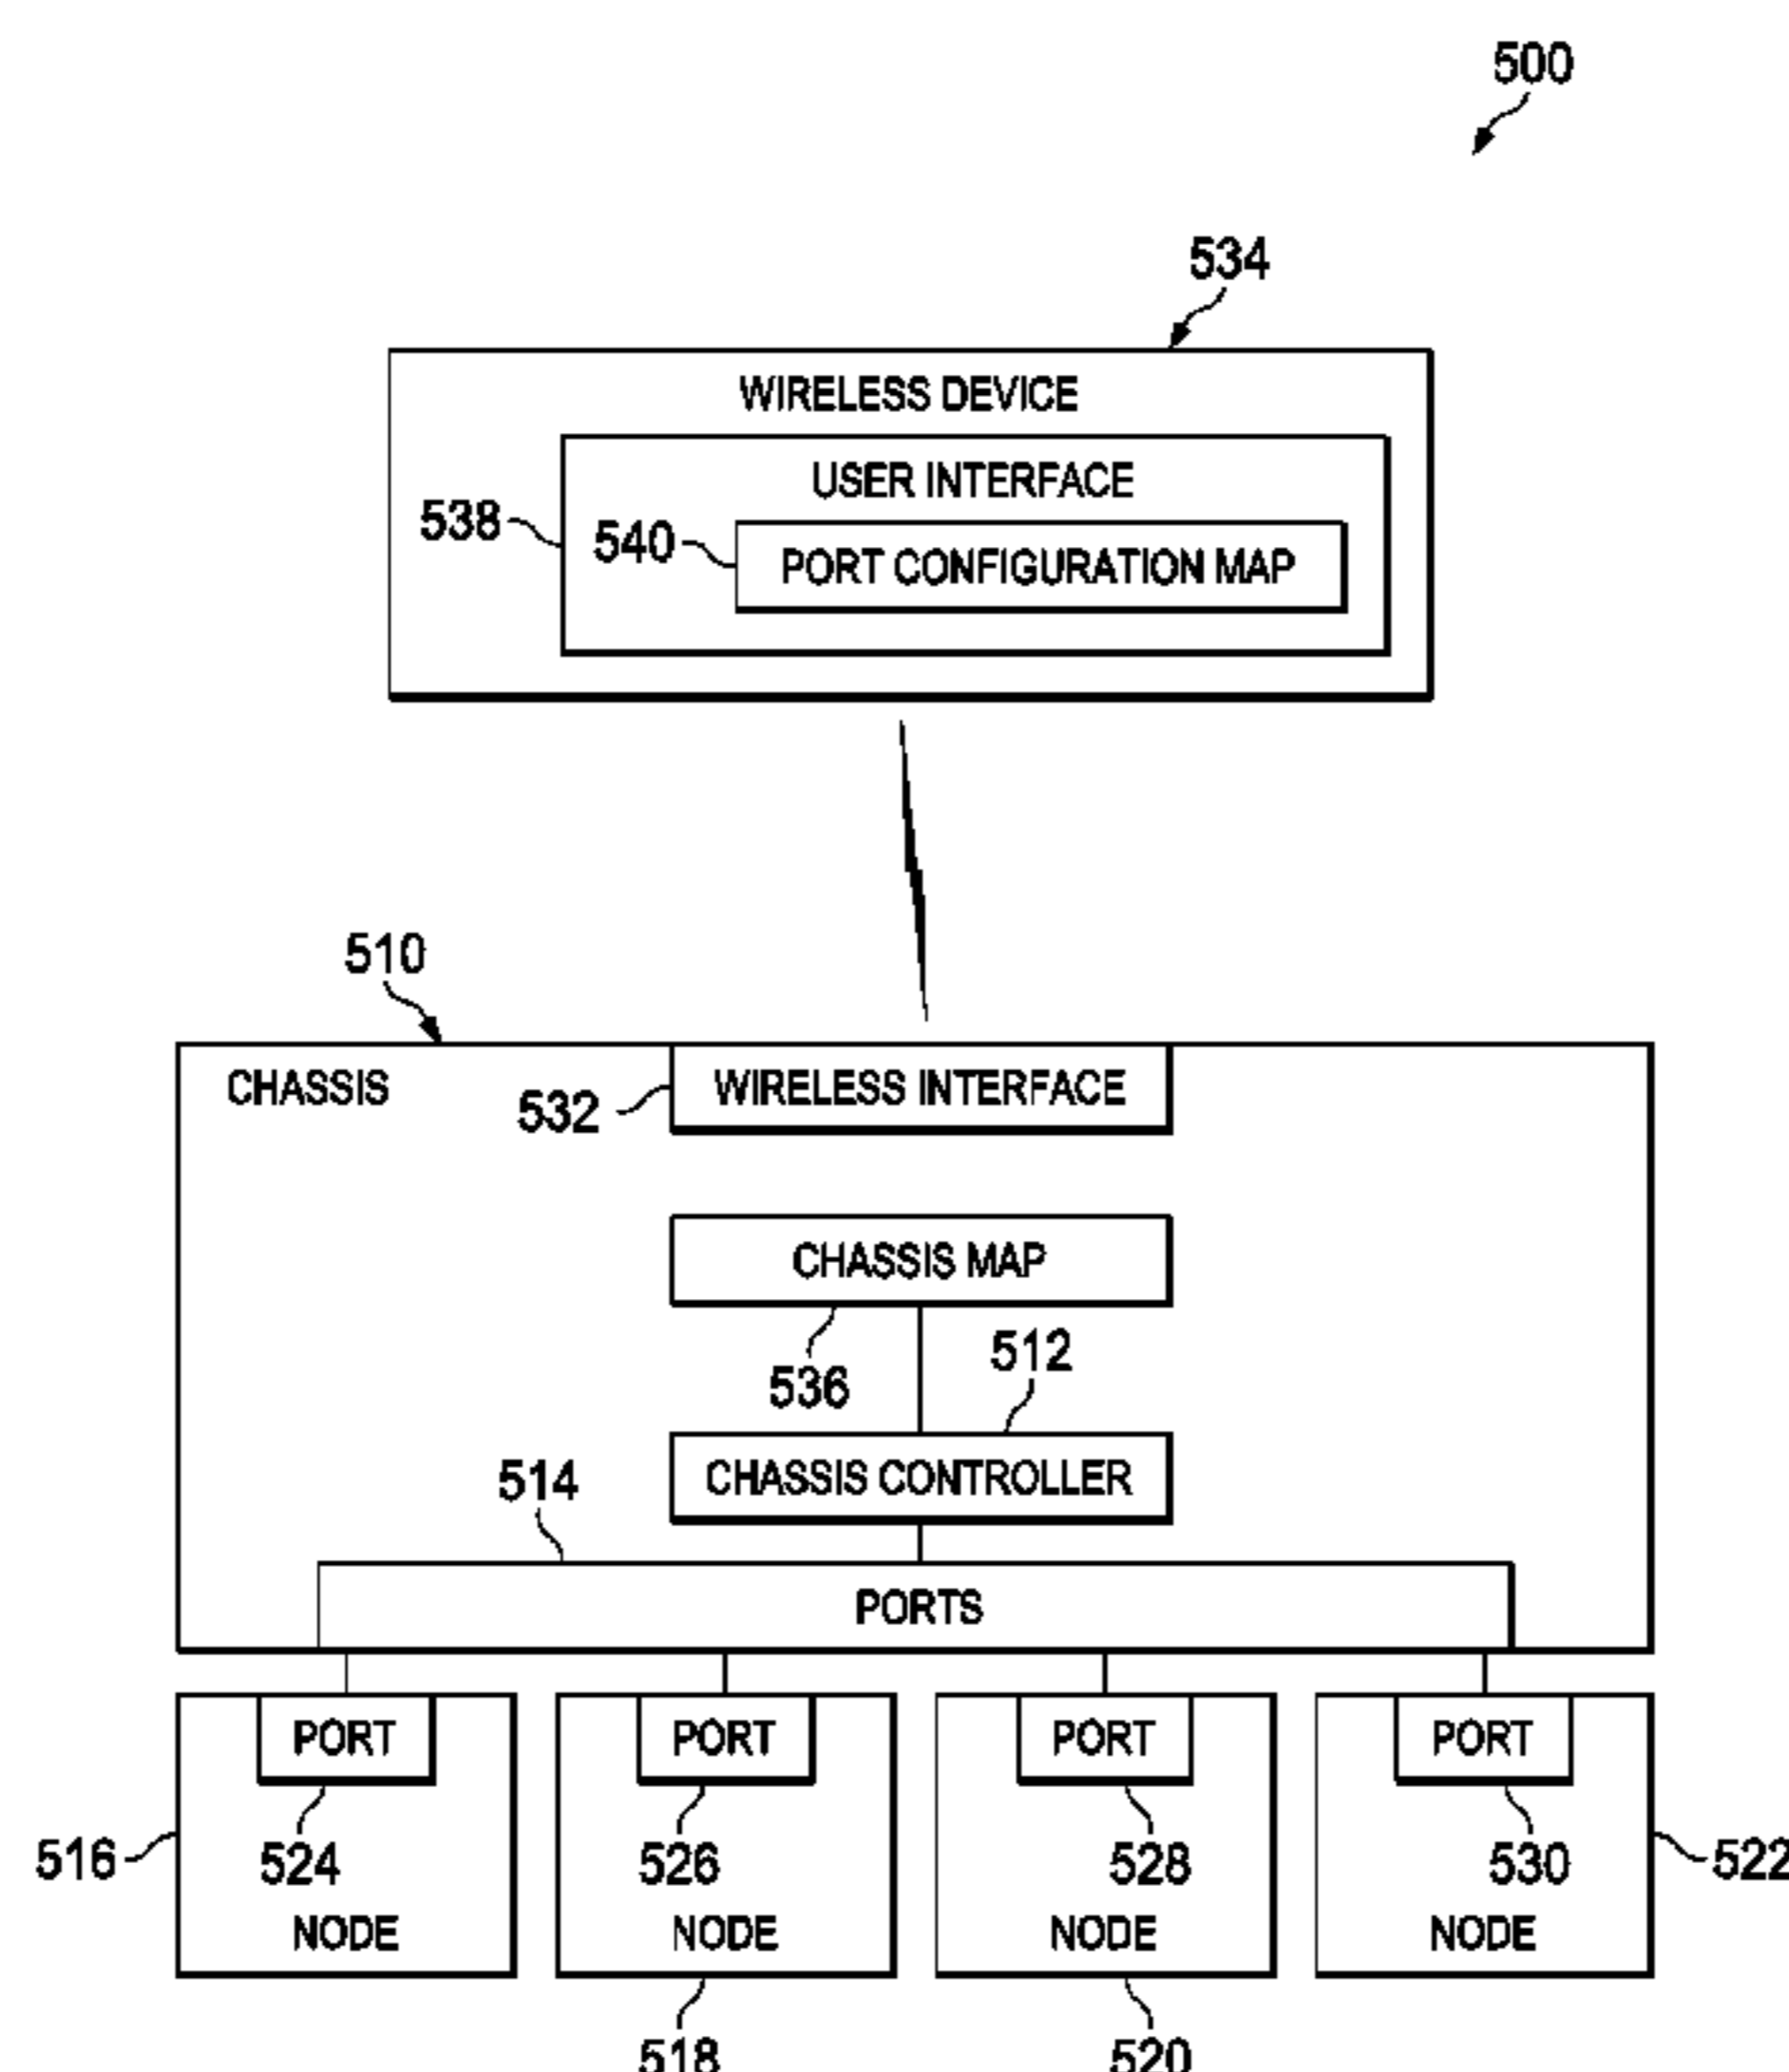 500
534
WIRELESS DEVICE
USER INTERFACE
538
540
PORT CONFIGURATION MAP
510
CHASSIS
WIRELESS INTERFACE
532
CHASSIS MAP
536
512
CHASSIS CONTROLLER
514
PORTS
PORT PORT PORT PORT
516 524 526 528 530 522
NODE NODE NODE NODE
518 520